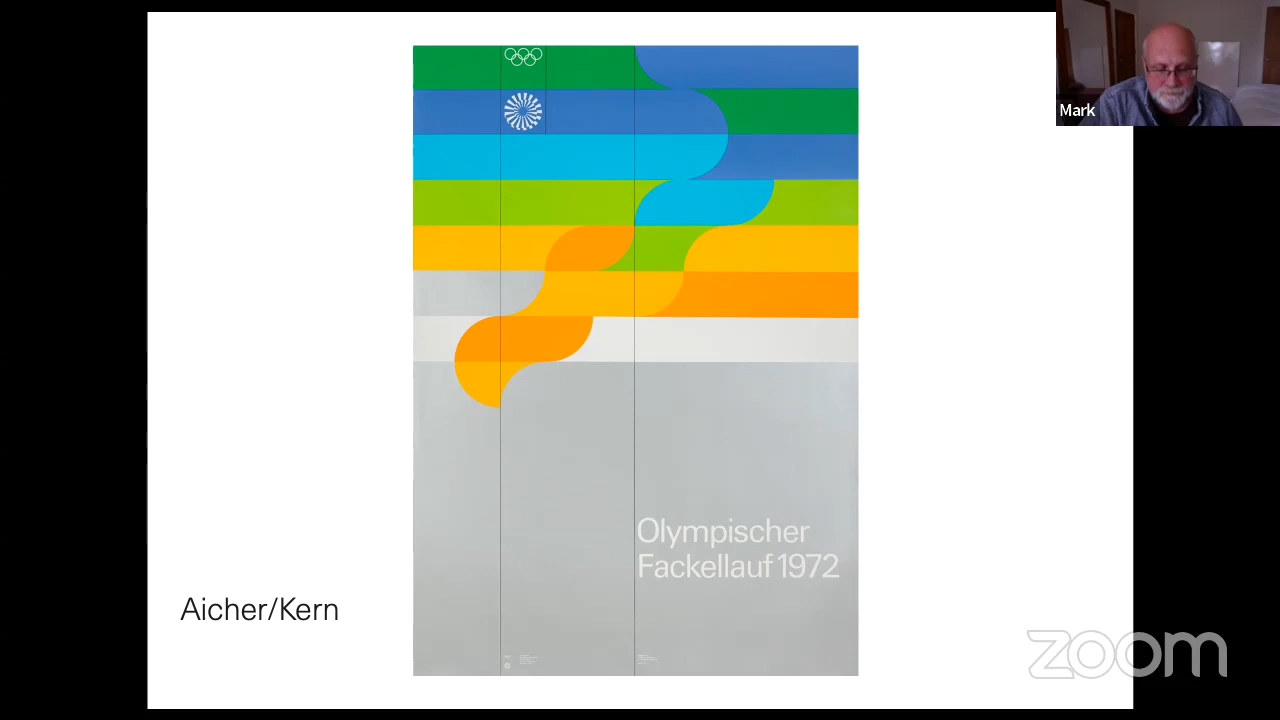 Mark
Olympischer
Fackellauf 1972
Aicher/Kern
zoom